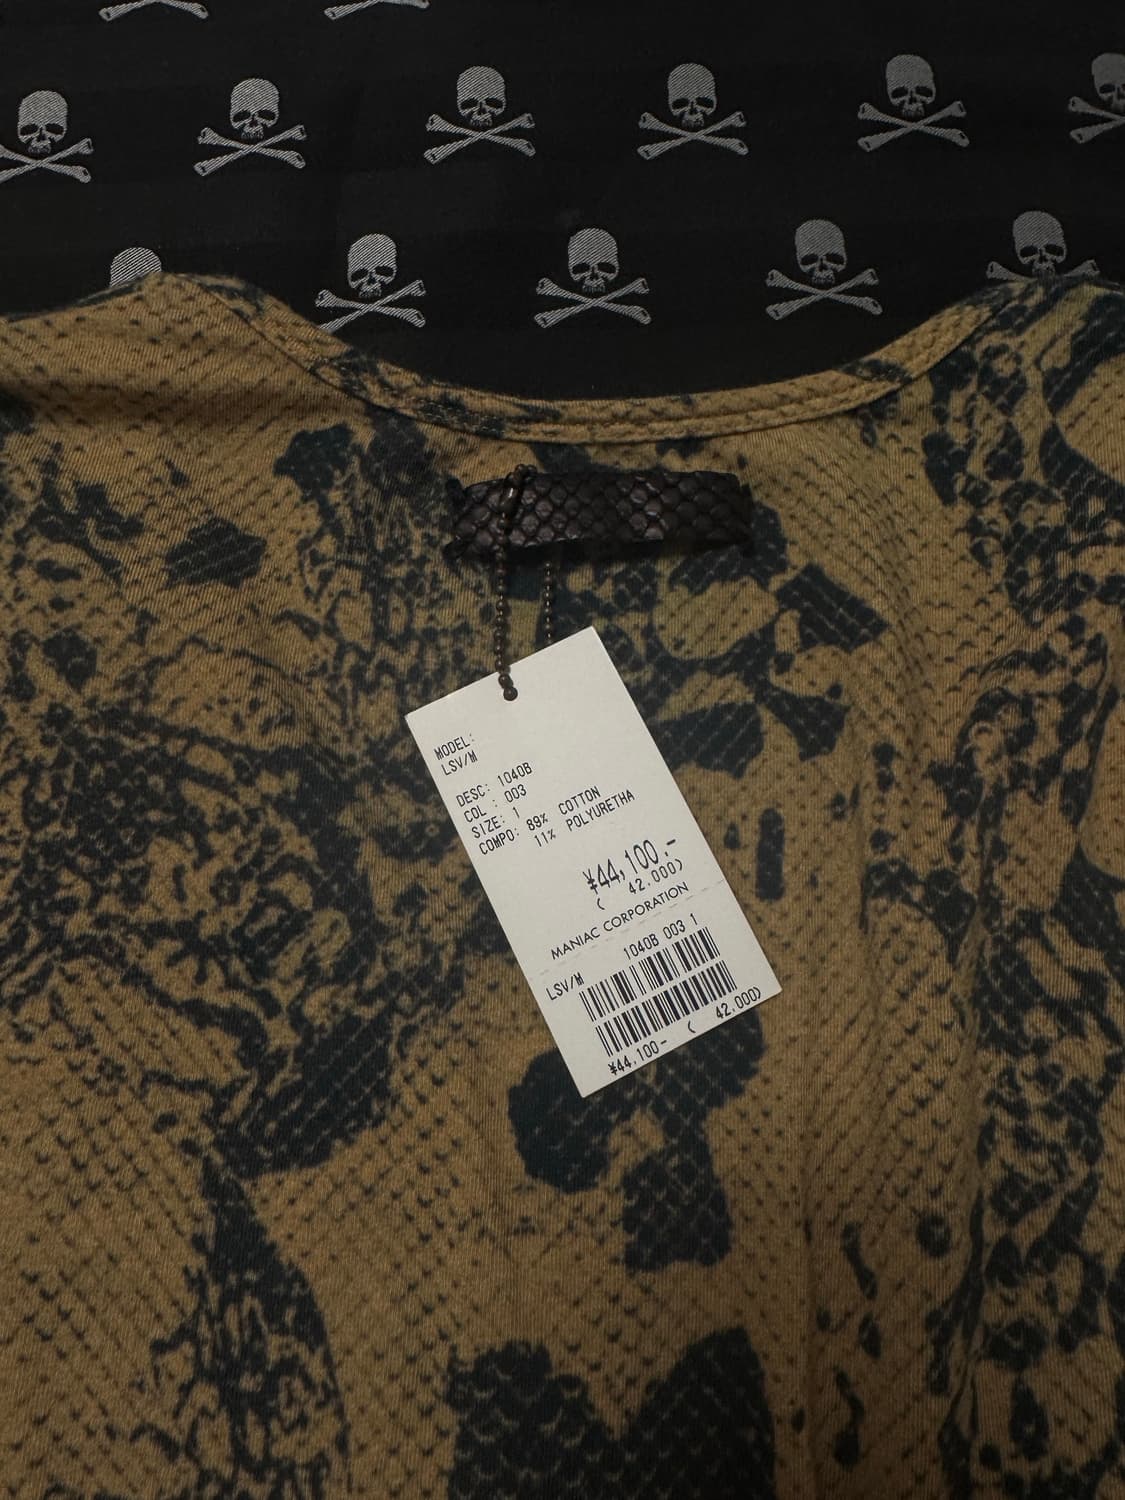 MODEL:
LSV/M
DESC: 1040B
COL : 003
SIZE: 1
COMPO: 89% COTTON
11% POLYURETHA
¥44,100.-
( 42.000)
MANIAC CORPORATION
LSV/M 1040B 003 1
¥44,100- ( 42.000)